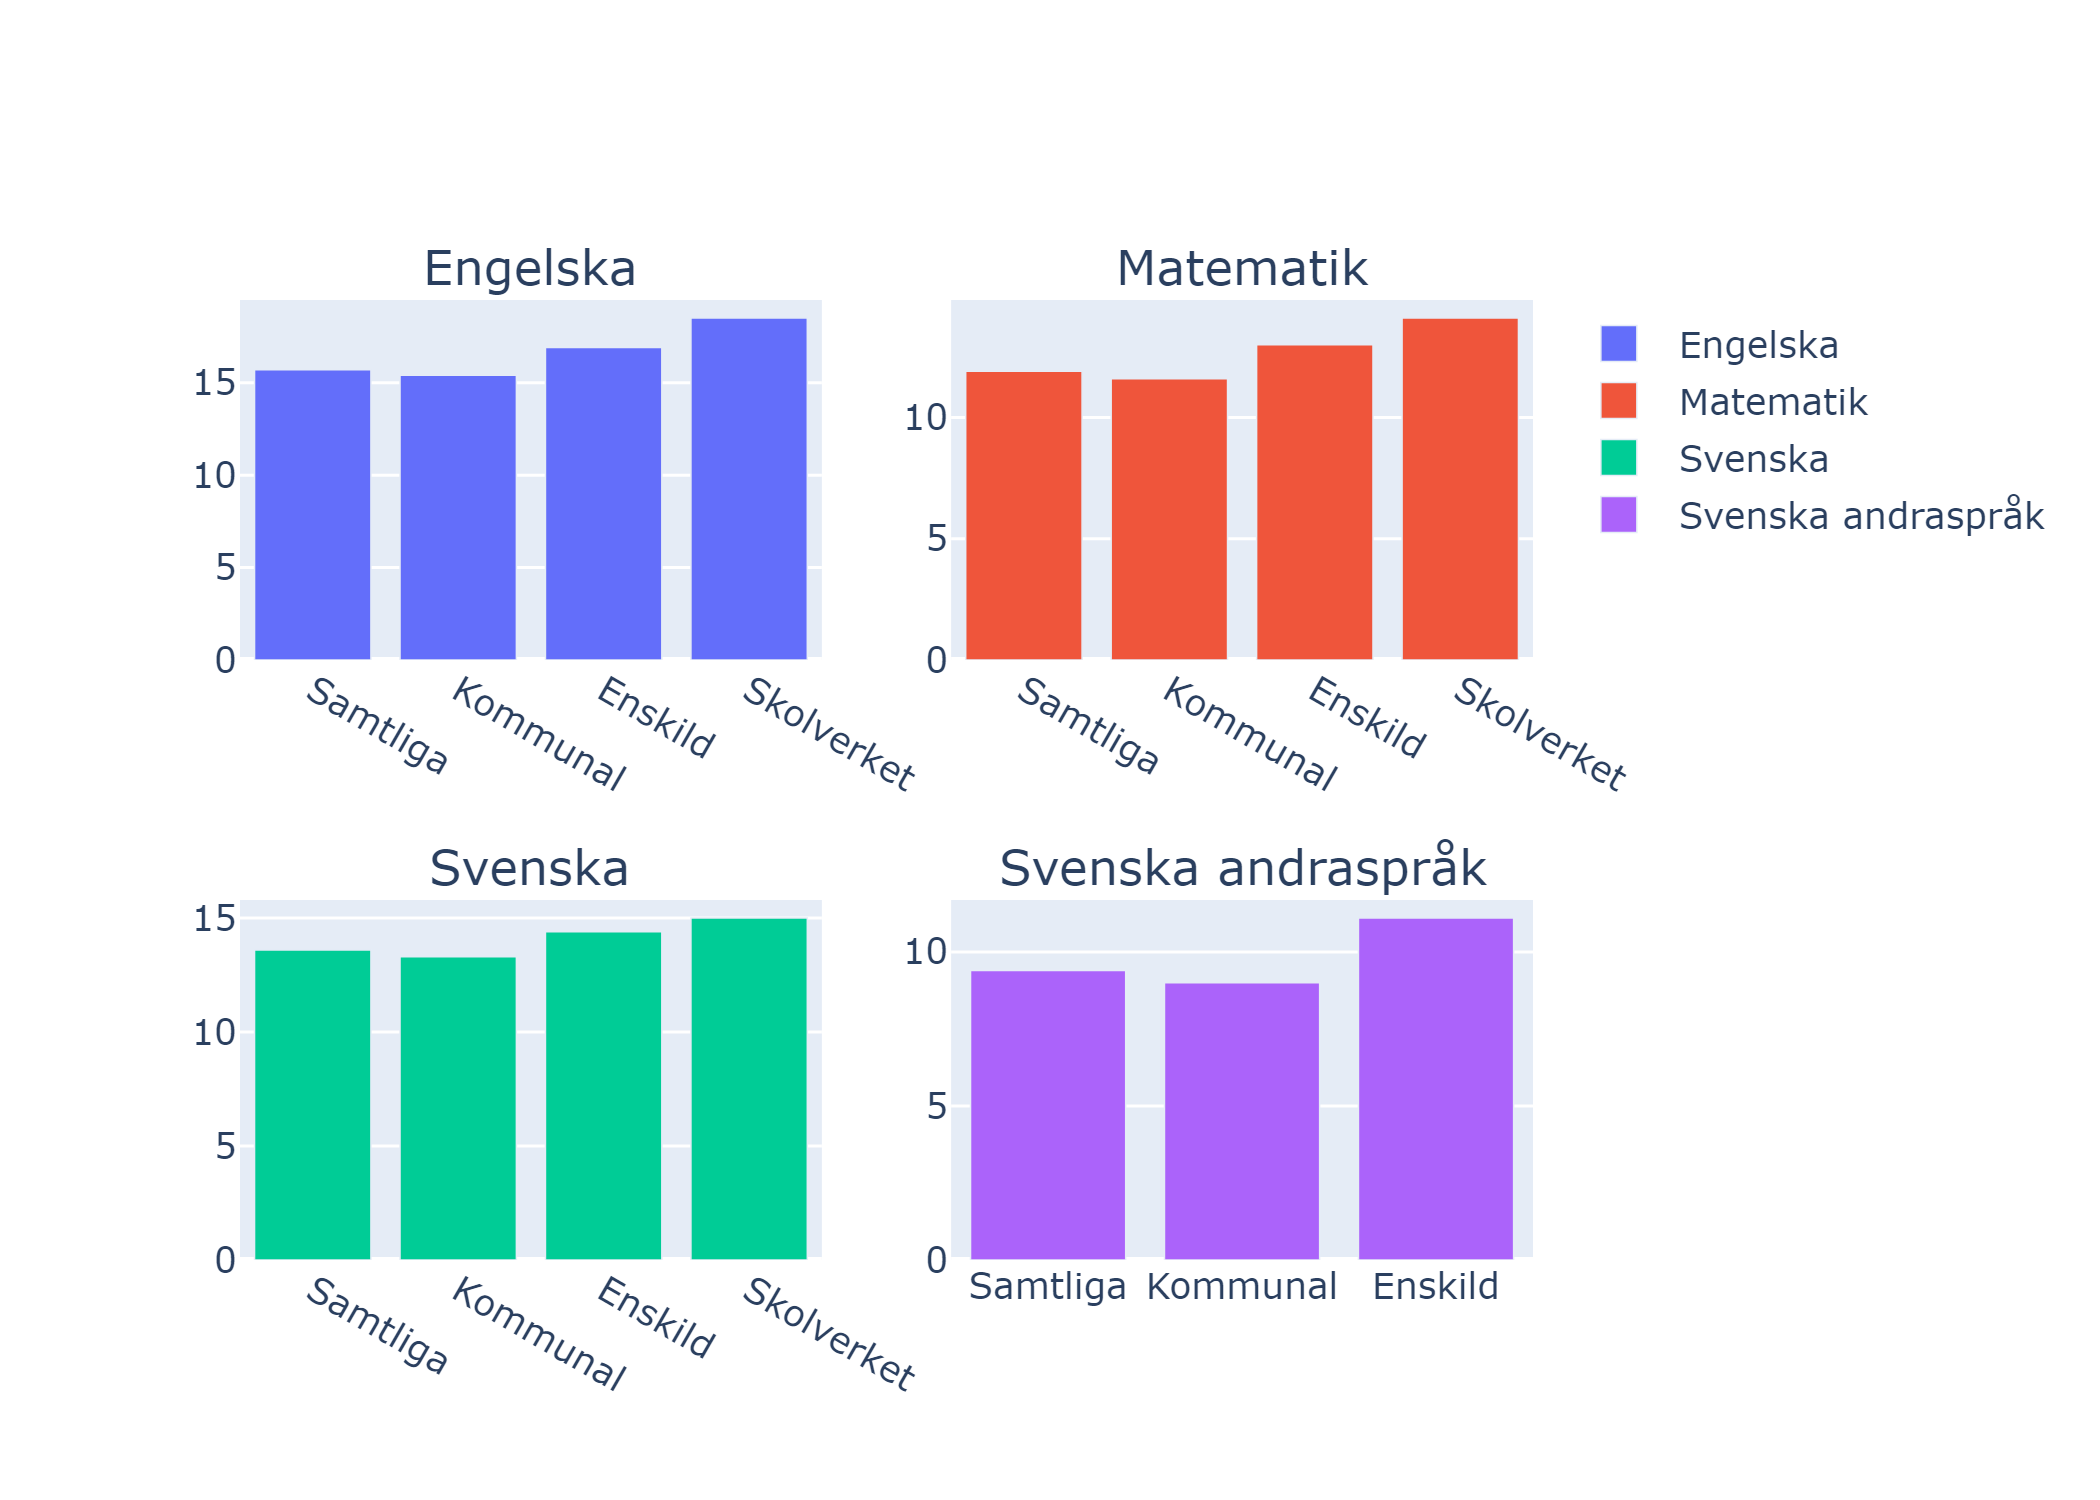 Engelska
Matematik
15
10
5
0
Samtliga
Kommunal
Enskild
Skolverket
10
5
0
Samtliga
Kommunal
Enskild
Skolverket
Engelska
Matematik
Svenska
Svenska andraspråk
Svenska
Svenska andraspråk
15
10
5
0
Samtliga
Kommunal
Enskild
Skolverket
10
5
0
Samtliga Kommunal Enskild